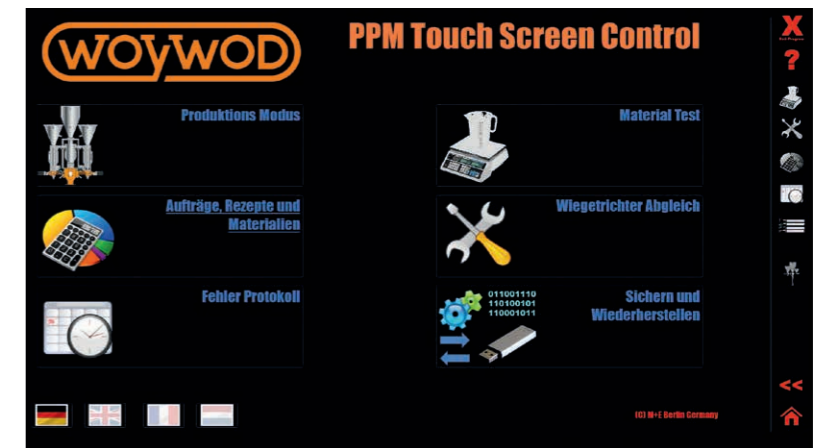 WOYWOD
PPM Touch Screen Control
X
?
Produktions Modus
Material Test
Aufträge, Rezepte und
Materialien
Wiegetrichter Abgleich
Fehler Protokoll
011001110
110100101
110001011
Sichern und
Wiederherstellen
<<
(C) M+E Berlin Germany